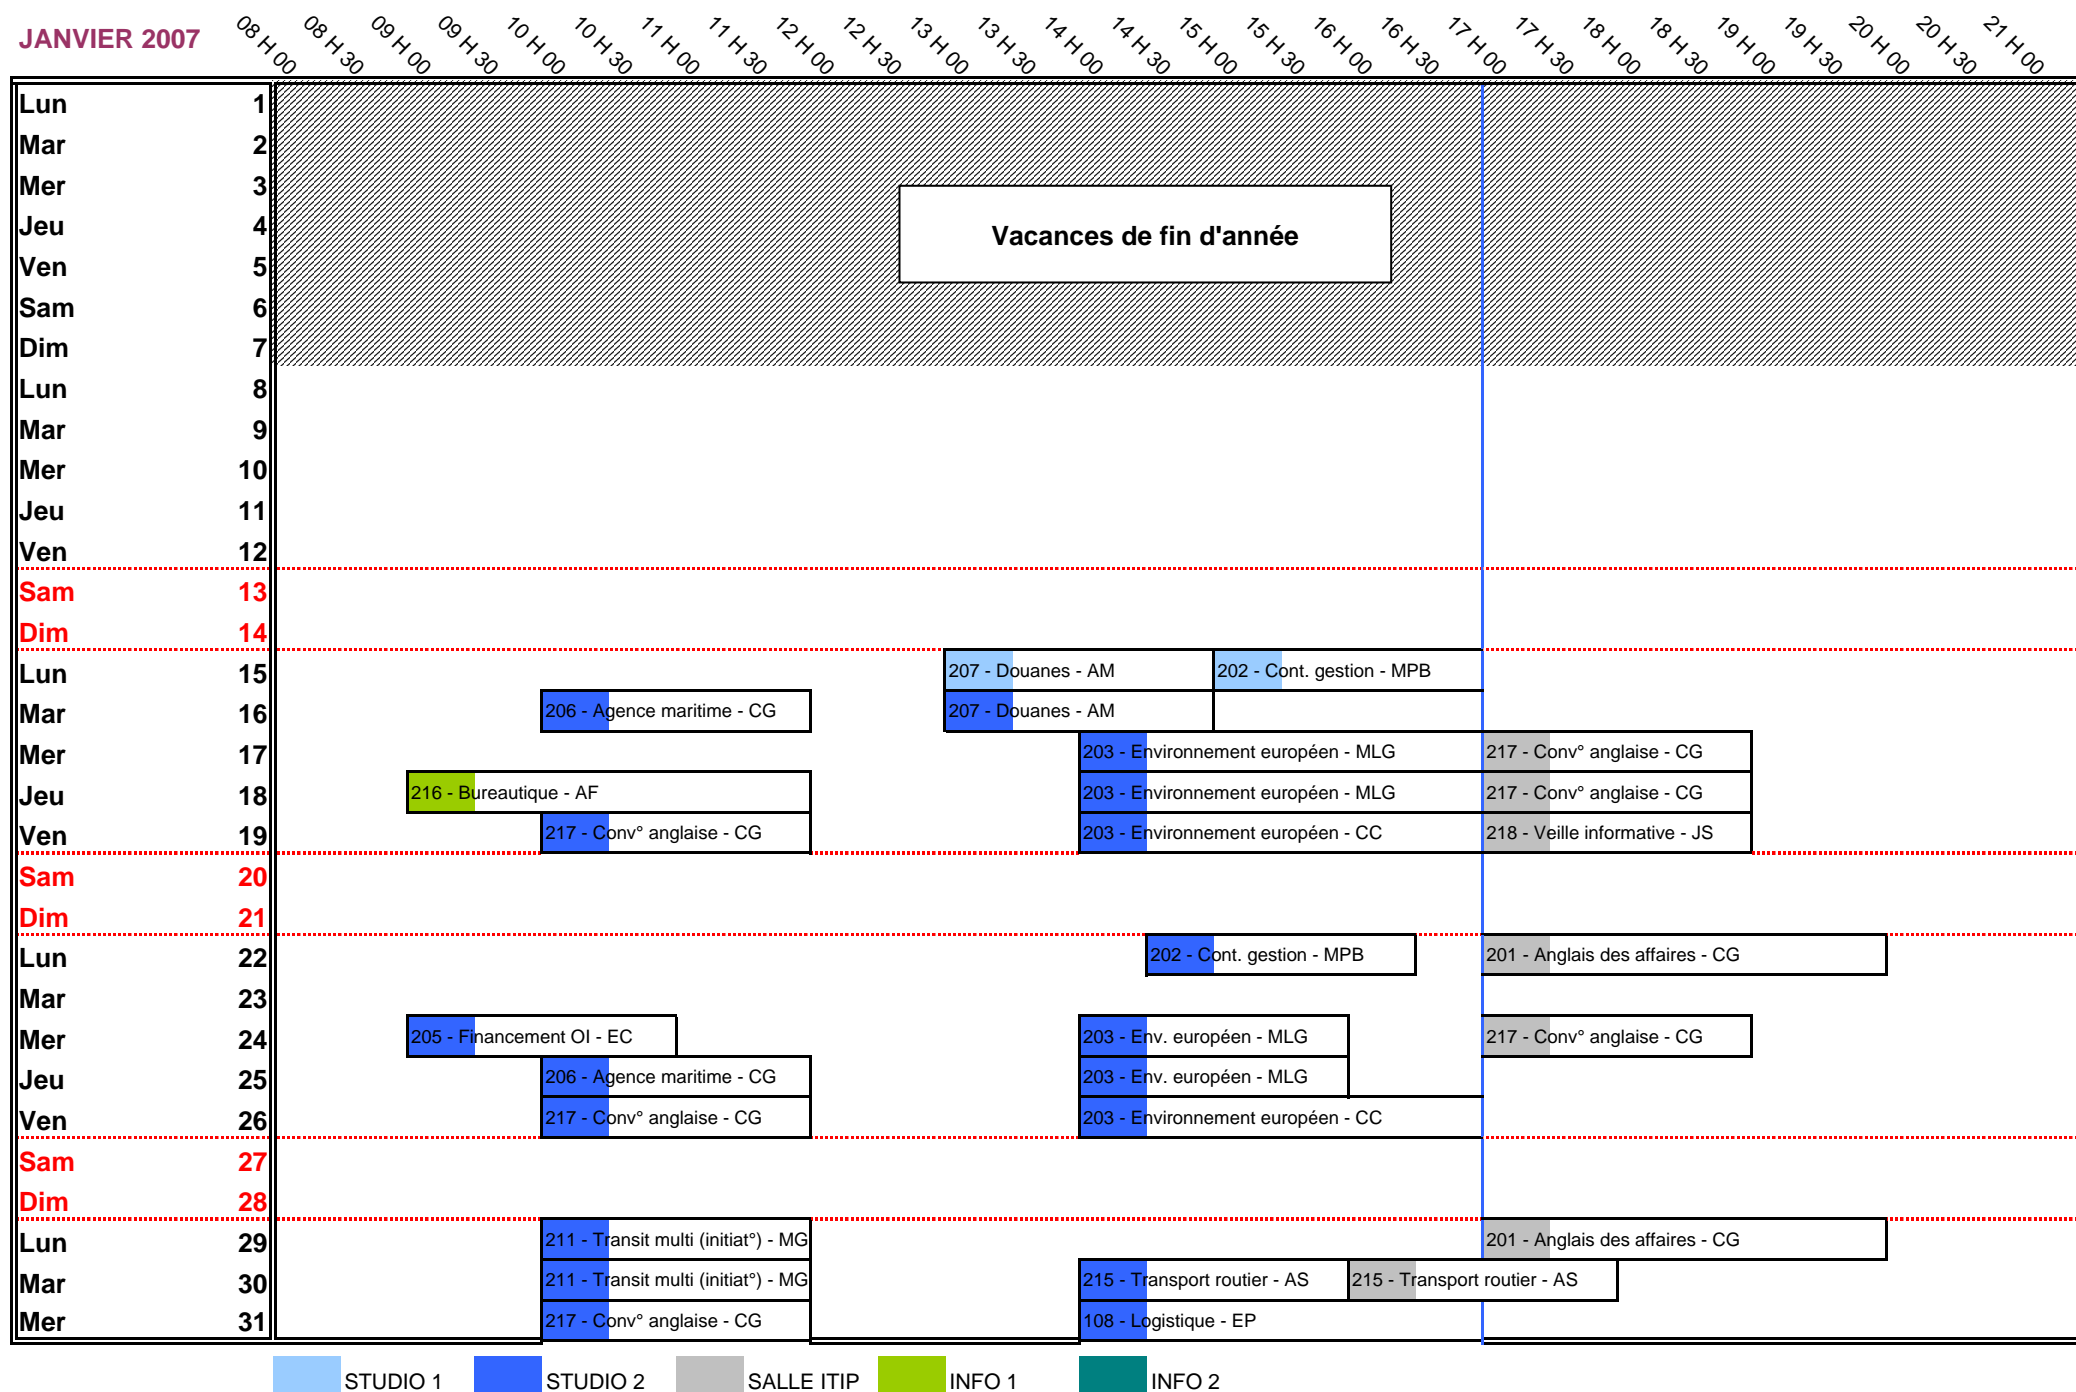 JANVIER 2007 08 H 00 08 H 30 09 H 00 09 H 30 10 H 00 10 H 30 11 H 00 11 H 30 12 H 00 12 H 30 13 H 00 13 H 30 14 H 00 14 H 30 15 H 00 15 H 30 16 H 00 16 H 30 17 H 00 17 H 30 18 H 00 18 H 30 19 H 00 19 H 30 20 H 00 20 H 30 21 H 00
Lun 1
Mar 2
Mer 3
Jeu 4
Vacances de fin d'année
Ven 5
Sam 6
Dim 7
Lun 8
Mar 9
Mer 10
Jeu 11
Ven 12
Sam 13
Dim 14
Lun 15 207 - Douanes - AM 202 - Cont. gestion - MPB
Mar 16 206 - Agence maritime - CG 207 - Douanes - AM
Mer 17 203 - Environnement européen - MLG 217 - Conv° anglaise - CG
Jeu 18 216 - Bureautique - AF 203 - Environnement européen - MLG 217 - Conv° anglaise - CG
Ven 19 217 - Conv° anglaise - CG 203 - Environnement européen - CC 218 - Veille informative - JS
Sam 20
Dim 21
Lun 22 202 - Cont. gestion - MPB 201 - Anglais des affaires - CG
Mar 23
Mer 24 205 - Financement OI - EC 203 - Env. européen - MLG 217 - Conv° anglaise - CG
Jeu 25 206 - Agence maritime - CG 203 - Env. européen - MLG
Ven 26 217 - Conv° anglaise - CG 203 - Environnement européen - CC
Sam 27
Dim 28
Lun 29 211 - Transit multi (initiat°) - MG 201 - Anglais des affaires - CG
Mar 30 211 - Transit multi (initiat°) - MG 215 - Transport routier - AS 215 - Transport routier - AS
Mer 31 217 - Conv° anglaise - CG 108 - Logistique - EP
STUDIO 1 STUDIO 2 SALLE ITIP INFO 1 INFO 2